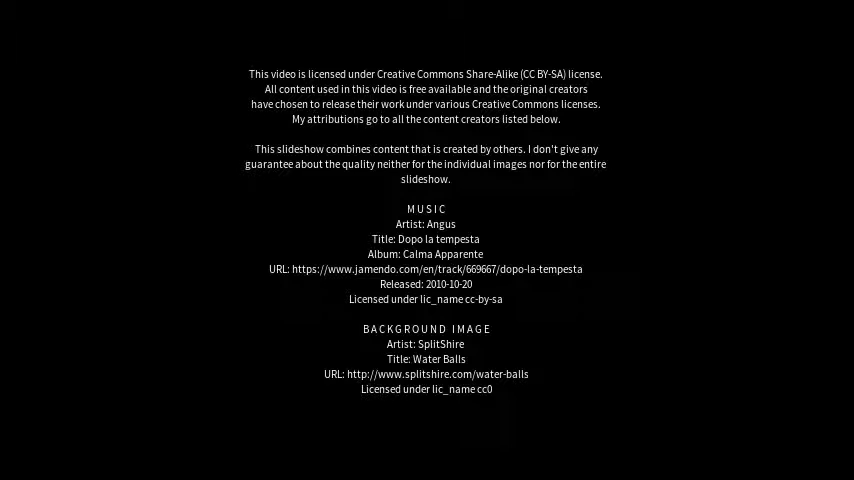 This video is licensed under Creative Commons Share-Alike (CC BY-SA) license.
All content used in this video is free available and the original creators
have chosen to release their work under various Creative Commons licenses.
My attributions go to all the content creators listed below.
This slideshow combines content that is created by others. I don't give any
guarantee about the quality neither for the individual images nor for the entire
slideshow.
MUSIC
Artist: Angus
Title: Dopo la tempesta
Album: Calma Apparente
URL: https://www.jamendo.com/en/track/669667/dopo-la-tempesta
Released: 2010-10-20
Licensed under lic_name cc-by-sa
BACKGROUND IMAGE
Artist: SplitShire
Title: Water Balls
URL: http://www.splitshire.com/water-balls
Licensed under lic_name cc0